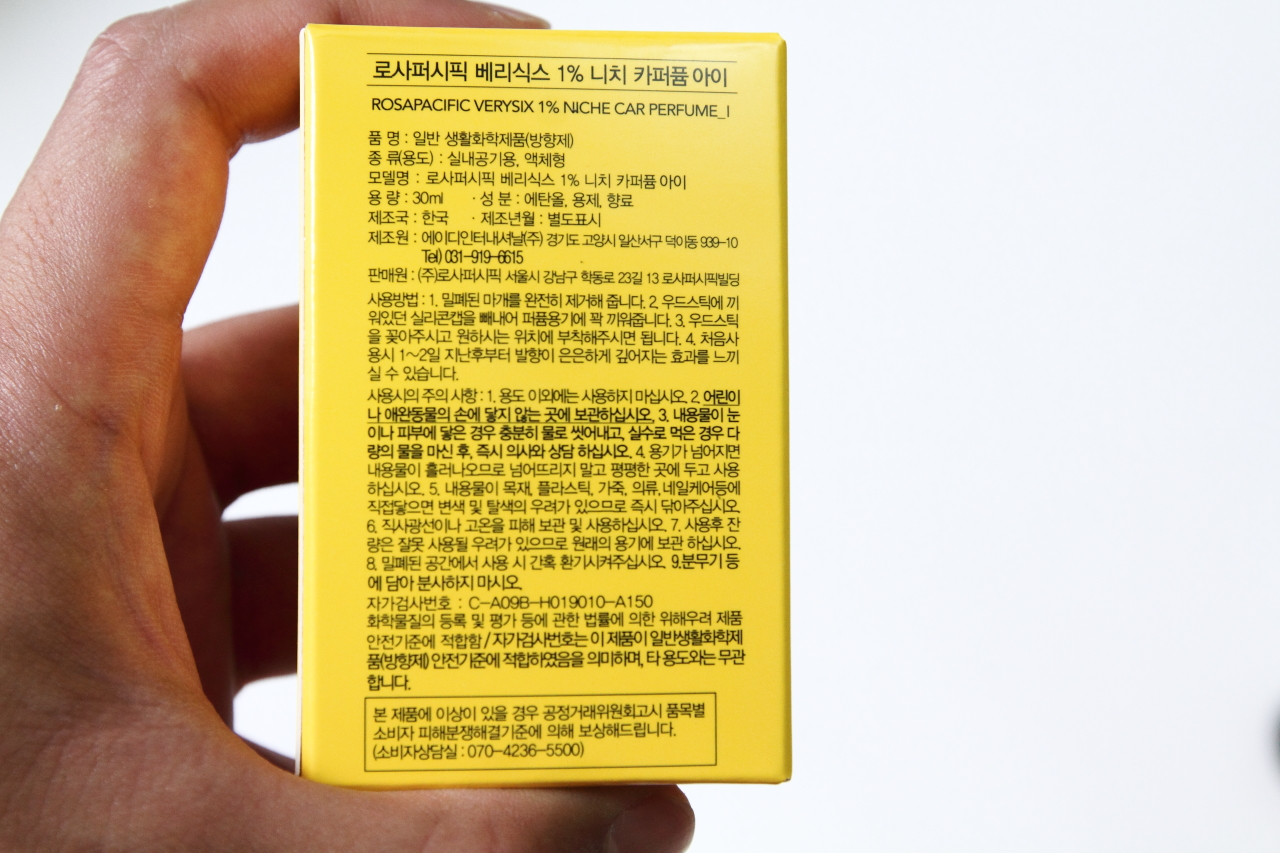 로사퍼시픽 베리식스 1% 니치 카퍼퓸 아이
ROSAPACIFIC VERYSIX 1% NICHE CAR PERFUME_I
품 명 : 일반 생활화학제품(방향제)
종 류(용도) : 실내공기용, 액체형
모델명 : 로사퍼시픽 베리식스 1% 니치 카퍼퓸 아이
용 량 : 30ml · 성 분 : 에탄올, 용제, 향료
제조국 : 한국 · 제조년월 : 별도표시
제조원 : 에이디인터내셔날(주) 경기도 고양시 일산서구 덕이동 939-10
Tel) 031-919-6615
판매원 : (주)로사퍼시픽 서울시 강남구 학동로 23길 13 로사퍼시픽빌딩
사용방법 : 1. 밀폐된 마개를 완전히 제거해 줍니다. 2. 우드스틱에 끼
워있던 실리콘캡을 빼내어 퍼퓸용기에 꽉 끼워줍니다. 3. 우드스틱
을 꽂아주시고 원하시는 위치에 부착해주시면 됩니다. 4. 처음사
용시 1~2일 지난후부터 발향이 은은하게 깊어지는 효과를 느끼
실 수 있습니다.
사용시의 주의 사항 : 1. 용도 이외에는 사용하지 마십시오. 2. 어린이
나 애완동물의 손에 닿지 않는 곳에 보관하십시오. 3. 내용물이 눈
이나 피부에 닿은 경우 충분히 물로 씻어내고, 실수로 먹은 경우 다
량의 물을 마신 후, 즉시 의사와 상담 하십시오. 4. 용기가 넘어지면
내용물이 흘러나오므로 넘어뜨리지 말고 평평한 곳에 두고 사용
하십시오. 5. 내용물이 목재, 플라스틱, 가죽, 의류,네일케어등에
직접닿으면 변색 및 탈색의 우려가 있으므로 즉시 닦아주십시오.
6. 직사광선이나 고온을 피해 보관 및 사용하십시오. 7. 사용후 잔
량은 잘못 사용될 우려가 있으므로 원래의 용기에 보관 하십시오.
8. 밀폐된 공간에서 사용 시 간혹 환기시켜주십시오. 9.분무기 등
에 담아 분사하지 마시오.
자가검사번호 : C-A09B-H019010-A150
화학물질의 등록 및 평가 등에 관한 법률에 의한 위해우려 제품
안전기준에 적합함 / 자가검사번호는 이 제품이 일반생활화학제
품(방향제) 안전기준에 적합하였음을 의미하며, 타 용도와는 무관
합니다.
본 제품에 이상이 있을 경우 공정거래위원회고시 품목별
소비자 피해분쟁해결기준에 의해 보상해드립니다.
(소비자상담실 : 070-4236-5500)